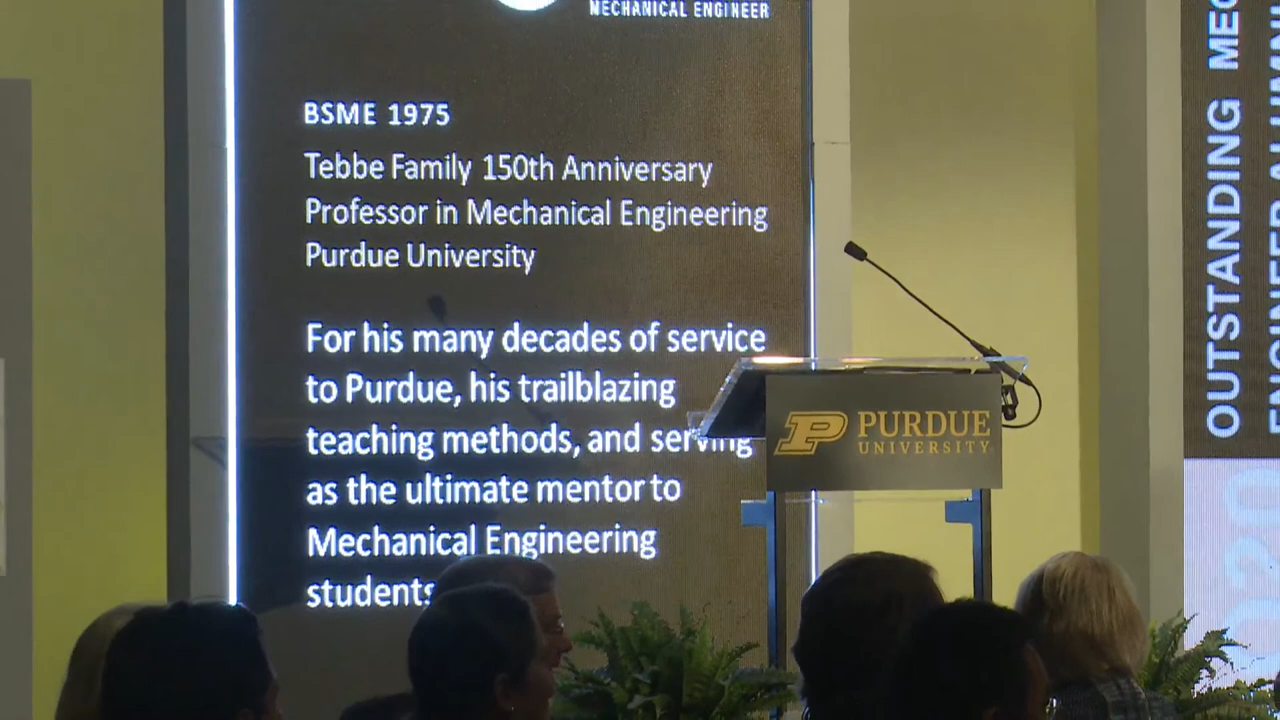 MECHANICAL ENGINEER
BSME 1975
Tebbe Family 150th Anniversary
Professor in Mechanical Engineering
Purdue University
For his many decades of service
to Purdue, his trailblazing
teaching methods, and serving
as the ultimate mentor to
Mechanical Engineering
students
P PURDUE
UNIVERSITY
OUTSTANDING